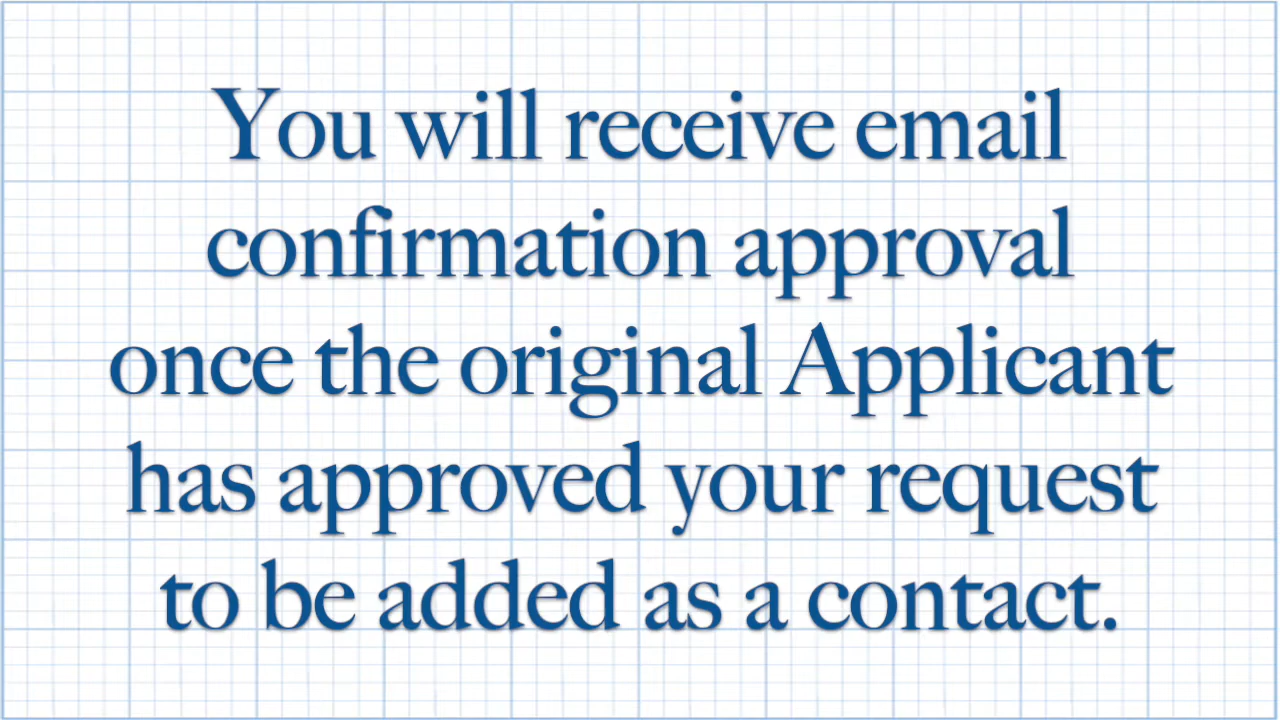 You will receive email
confirmation approval
once the original Applicant
has approved your request
to be added as a contact.